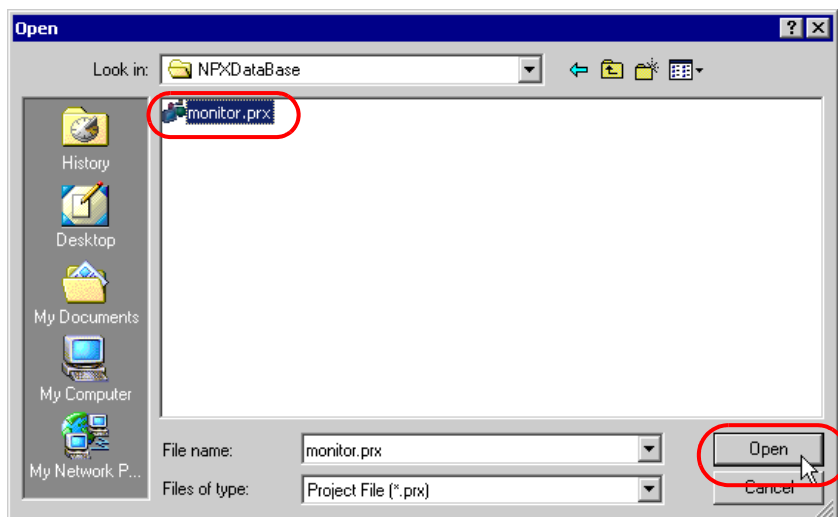 Open
Look in: NPXDataBase
monitor.prx
History
Desktop
My Documents
My Computer
My Network P...
File name: monitor.prx Open
Files of type: Project File (*.prx) Cancel